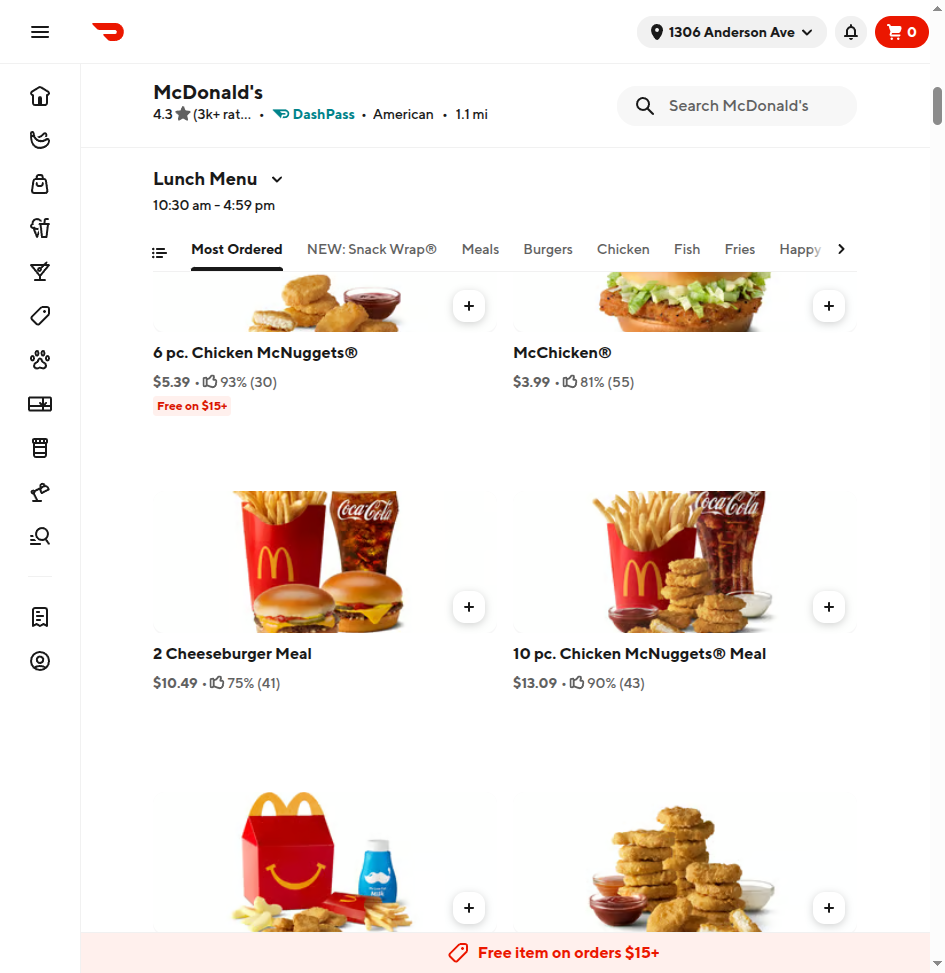 1306 Anderson Ave
0
McDonald's
4.3 (3k+ rat... • DashPass • American • 1.1 mi
Search McDonald's
Lunch Menu
10:30 am - 4:59 pm
Most Ordered NEW: Snack Wrap® Meals Burgers Chicken Fish Fries Happy
6 pc. Chicken McNuggets®
$5.39 • 93% (30)
Free on $15+
McChicken®
$3.99 • 81% (55)
Coca-Cola
Coca-Cola
2 Cheeseburger Meal
$10.49 • 75% (41)
10 pc. Chicken McNuggets® Meal
$13.09 • 90% (43)
Free item on orders $15+